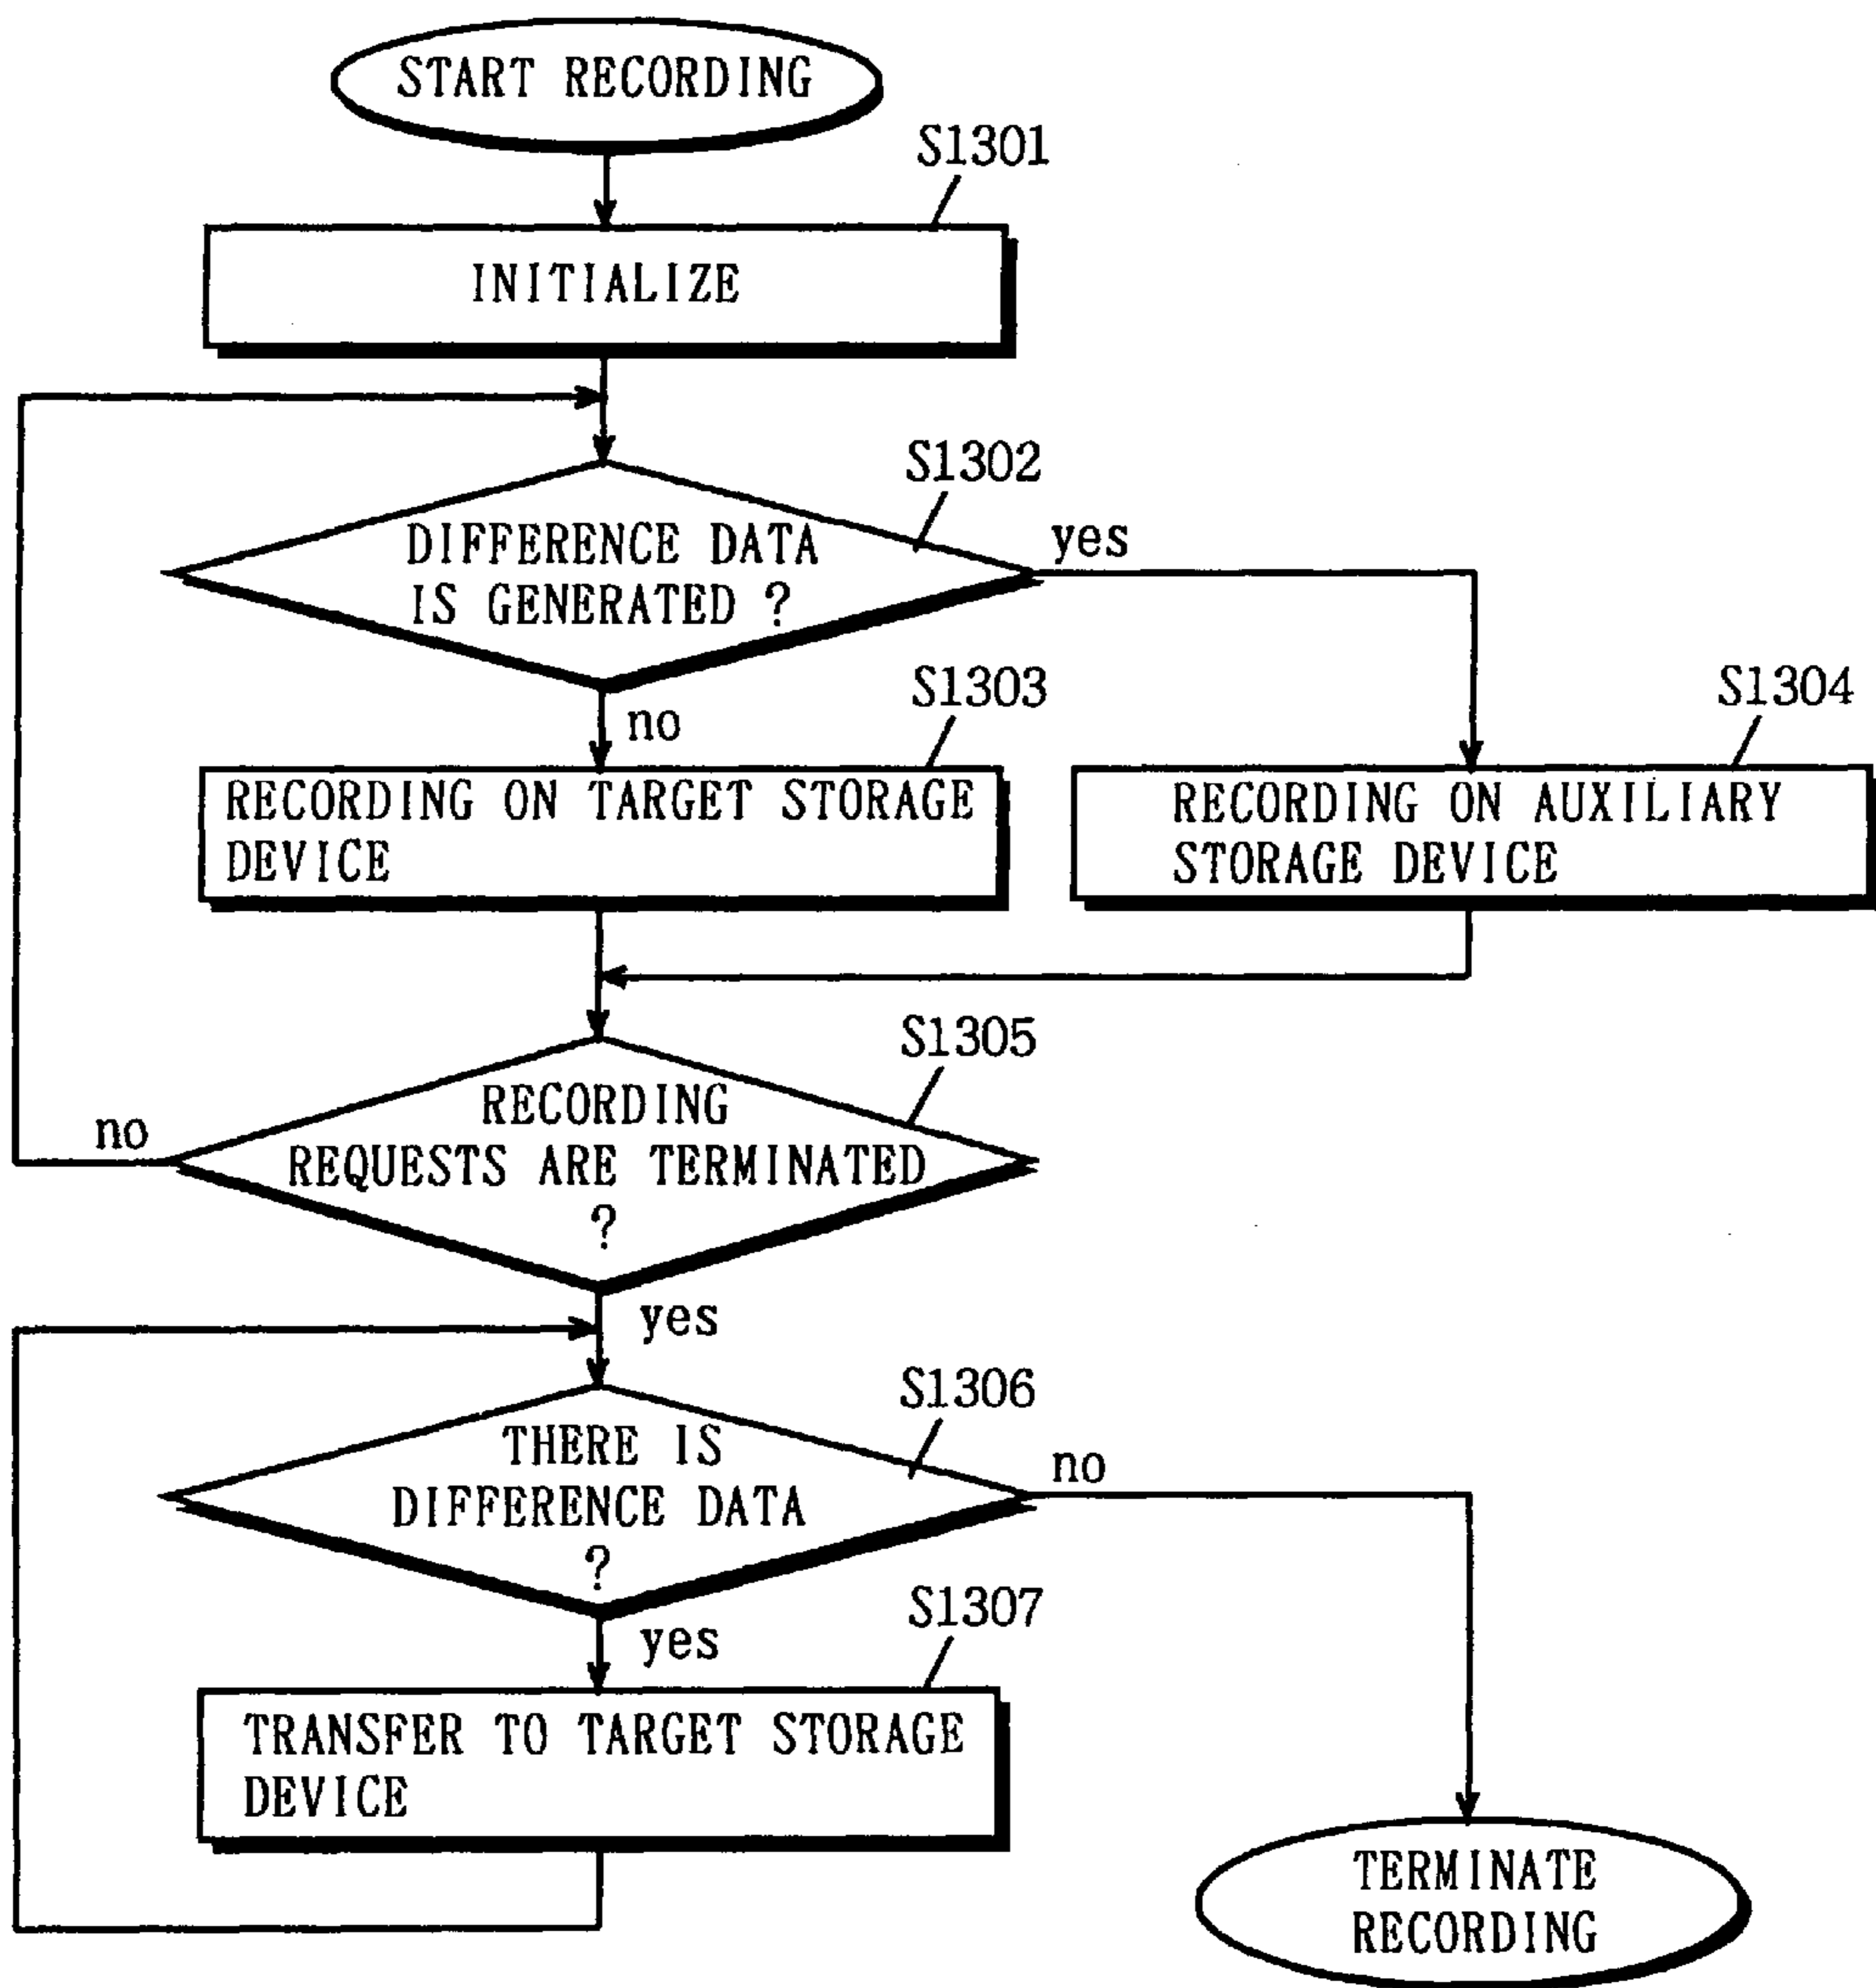 START RECORDING
S1301
INITIALIZE
S1302
DIFFERENCE DATA
IS GENERATED ?
yes
no
S1303
RECORDING ON TARGET STORAGE
DEVICE
S1304
RECORDING ON AUXILIARY
STORAGE DEVICE
S1305
RECORDING
REQUESTS ARE TERMINATED
?
no
yes
S1306
THERE IS
DIFFERENCE DATA
?
no
yes
S1307
TRANSFER TO TARGET STORAGE
DEVICE
TERMINATE
RECORDING